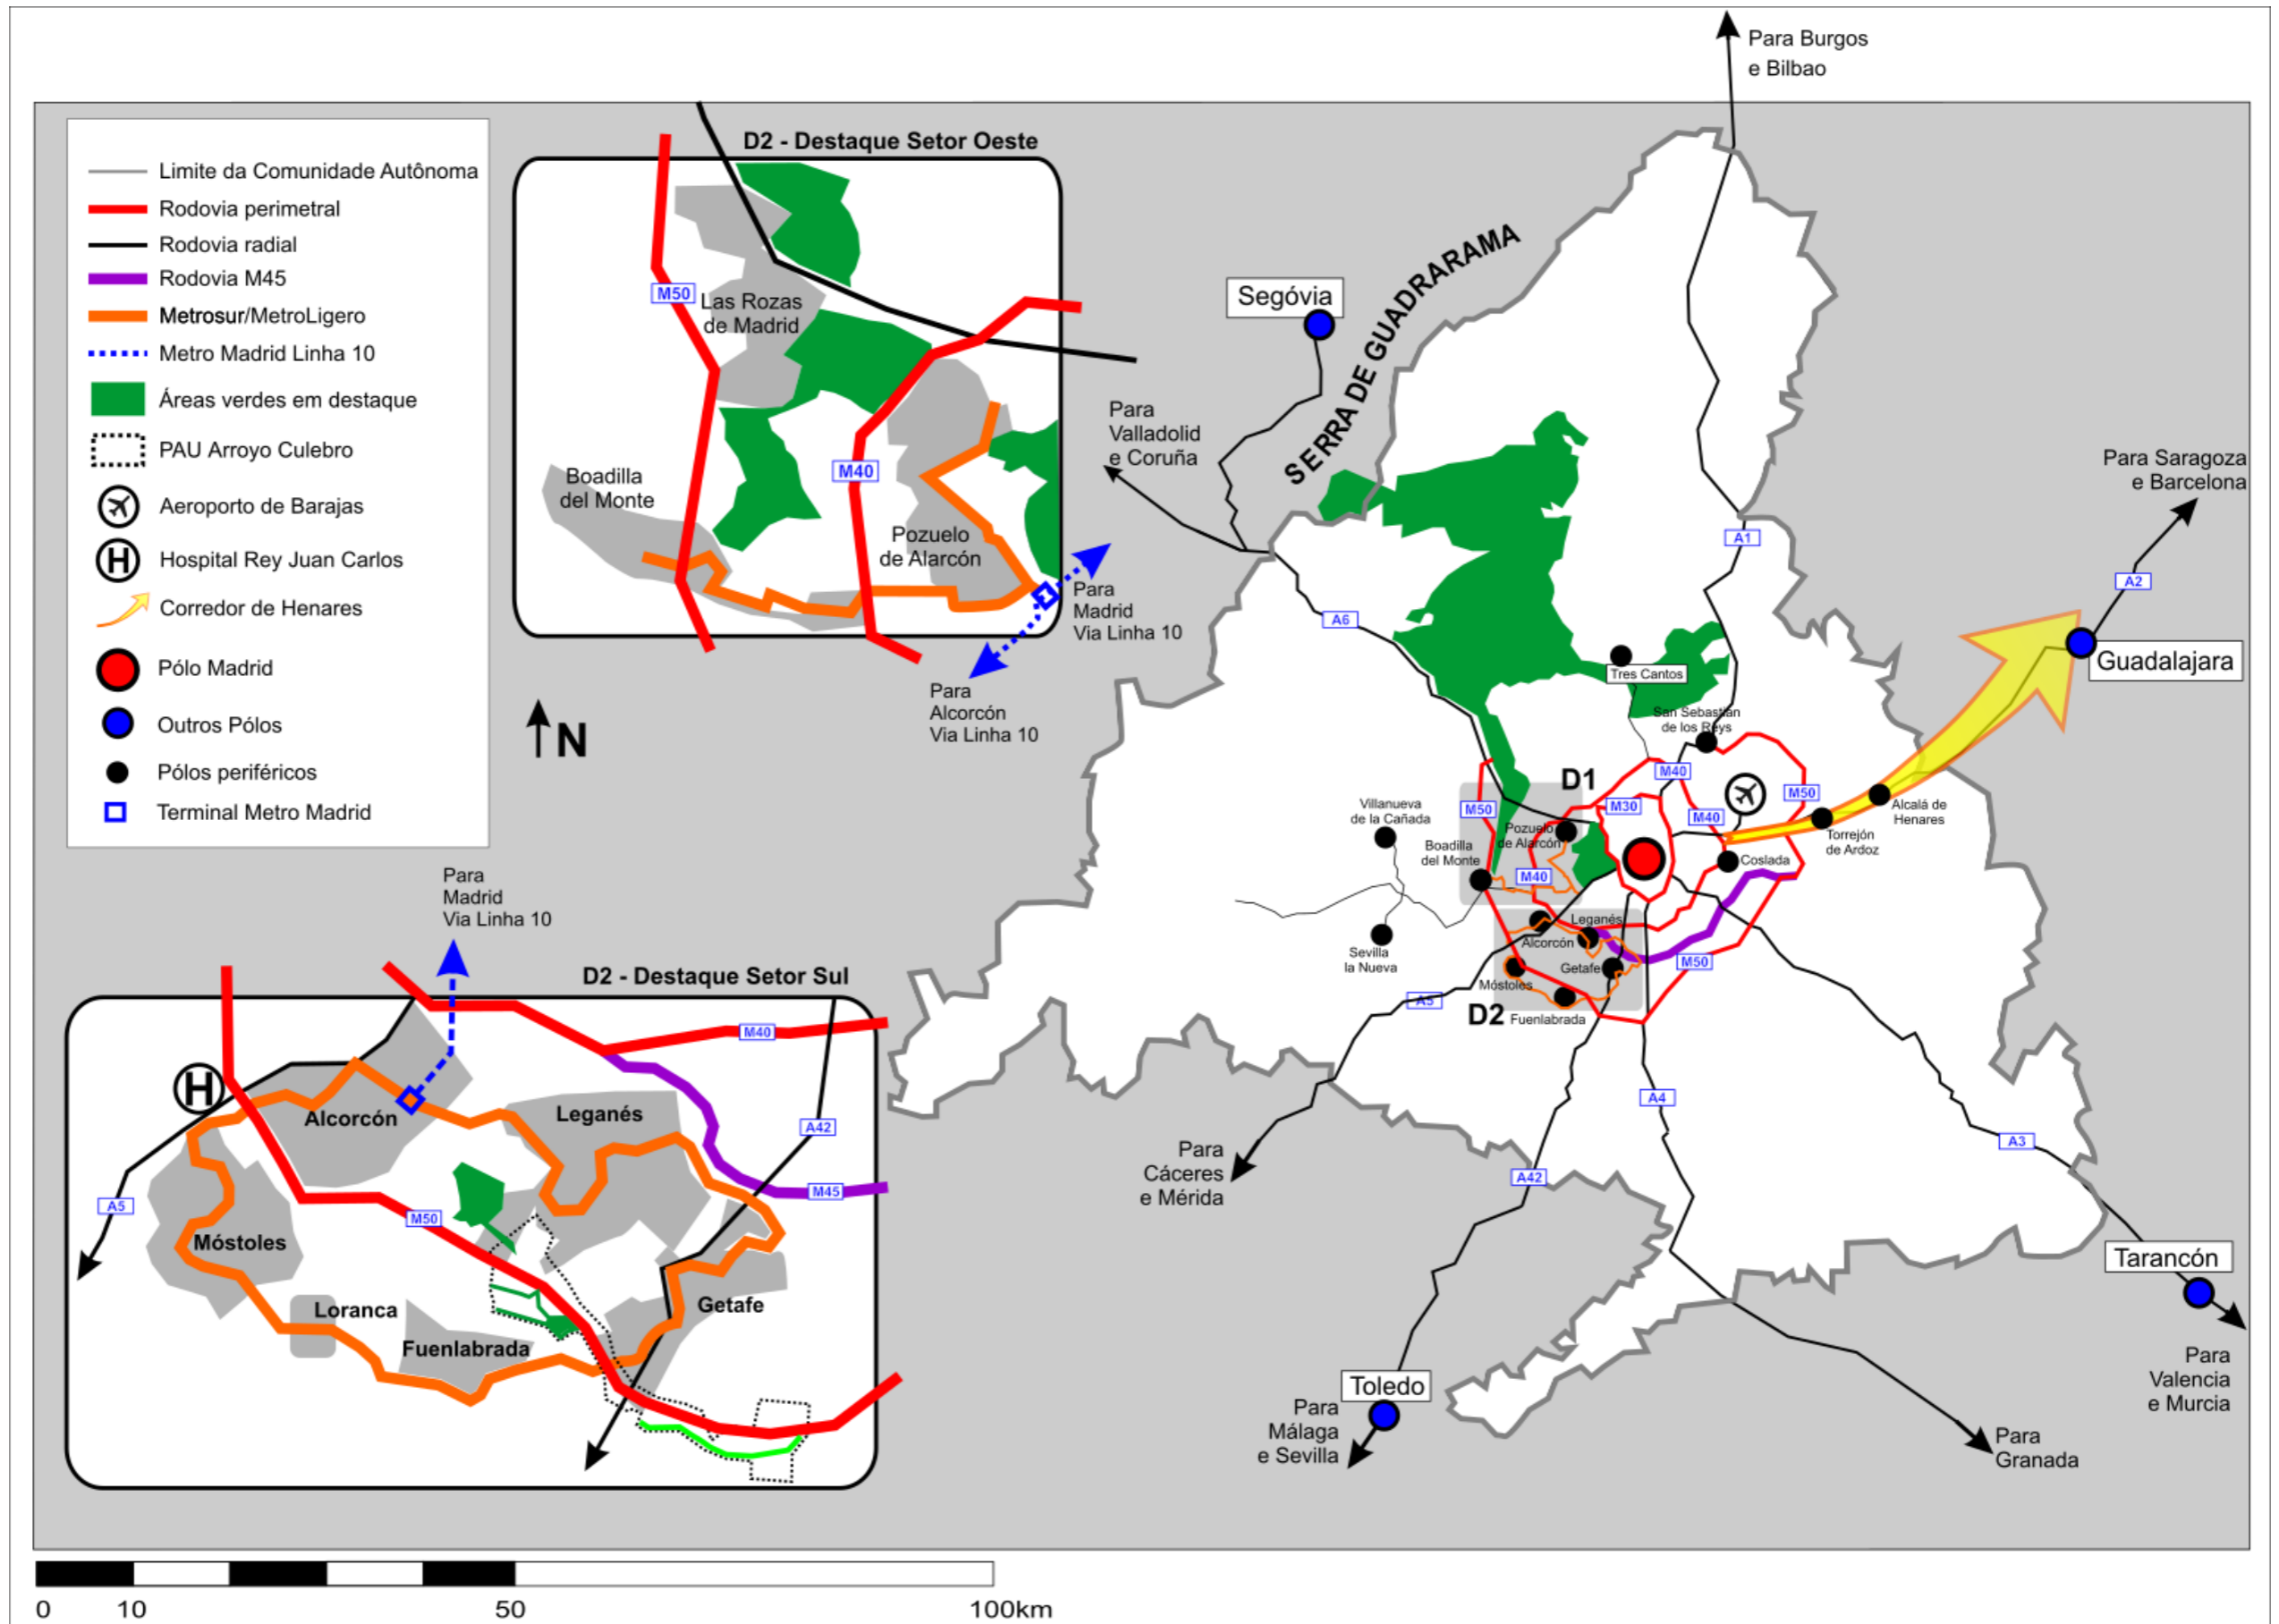 Para Burgos
e Bilbao
Limite da Comunidade Autônoma
Rodovia perimetral
Rodovia radial
Rodovia M45
Metrosur/MetroLigero
Metro Madrid Linha 10
Áreas verdes em destaque
PAU Arroyo Culebro
Aeroporto de Barajas
H
Hospital Rey Juan Carlos
Corredor de Henares
Pólo Madrid
Outros Pólos
Pólos periféricos
Terminal Metro Madrid
D2 - Destaque Setor Oeste
M50
Las Rozas
de Madrid
M40
Boadilla
del Monte
Pozuelo
de Alarcón
Para
Madrid
Via Linha 10
Para
Alcorcón
Via Linha 10
N
Segóvia
SERRA DE GUADRARAMA
Para
Valladolid
e Coruña
Para Saragoza
e Barcelona
A1
A2
A6
Guadalajara
Tres Cantos
San Sebastián
de los Reys
D1
M40
M50
M30
M50
M40
Villanueva
de la Cañada
Pozuelo
de Alarcón
Alcalá de
Henares
Torrejón
de Ardoz
Boadilla
del Monte
Coslada
M40
Leganés
Alcorcón
Sevilla
la Nueva
Getafe
M50
Móstoles
A5
D2
Fuenlabrada
A4
A3
Para
Cáceres
e Mérida
A42
Tarancón
Para
Valencia
e Murcia
Toledo
Para
Málaga
e Sevilla
Para
Granada
Para
Madrid
Via Linha 10
D2 - Destaque Setor Sul
M40
H
Alcorcón
Leganés
A42
A5
M45
M50
Móstoles
Loranca
Getafe
Fuenlabrada
0
10
50
100km